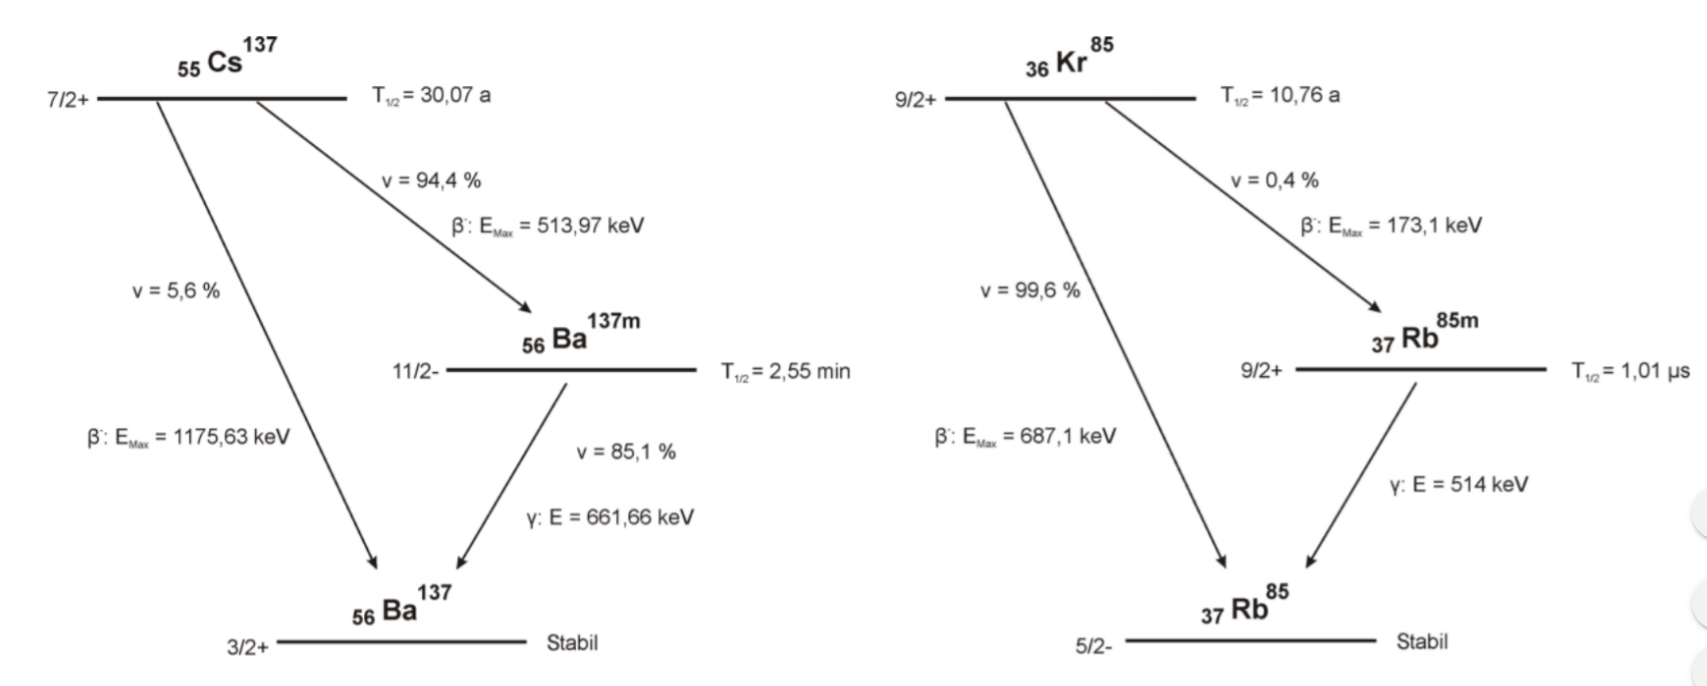 55 Cs 137
7/2+
T1/2 = 30,07 a
v = 94,4 %
β-: EMax = 513,97 keV
v = 5,6 %
56 Ba 137m
11/2-
T1/2 = 2,55 min
β-: EMax = 1175,63 keV
v = 85,1 %
γ: E = 661,66 keV
56 Ba 137
3/2+
Stabil
36 Kr 85
9/2+
T1/2 = 10,76 a
v = 0,4 %
β-: EMax = 173,1 keV
v = 99,6 %
37 Rb 85m
9/2+
T1/2 = 1,01 µs
β-: EMax = 687,1 keV
γ: E = 514 keV
37 Rb 85
5/2-
Stabil